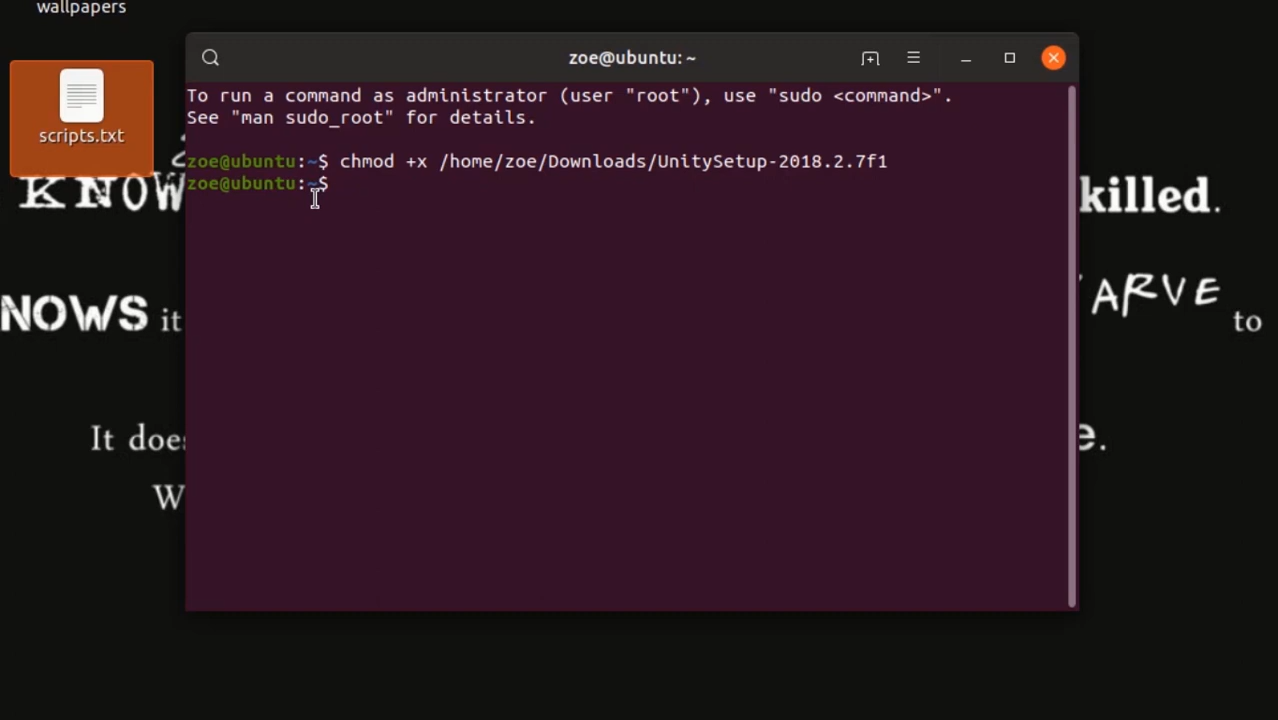 wallpapers
scripts.txt
zoe@ubuntu: ~
To run a command as administrator (user "root"), use "sudo <command>".
See "man sudo_root" for details.
zoe@ubuntu:~$ chmod +x /home/zoe/Downloads/UnitySetup-2018.2.7f1
zoe@ubuntu:~$
KNOW
killed.
NOWS it
ARVE to
It does
e.
W